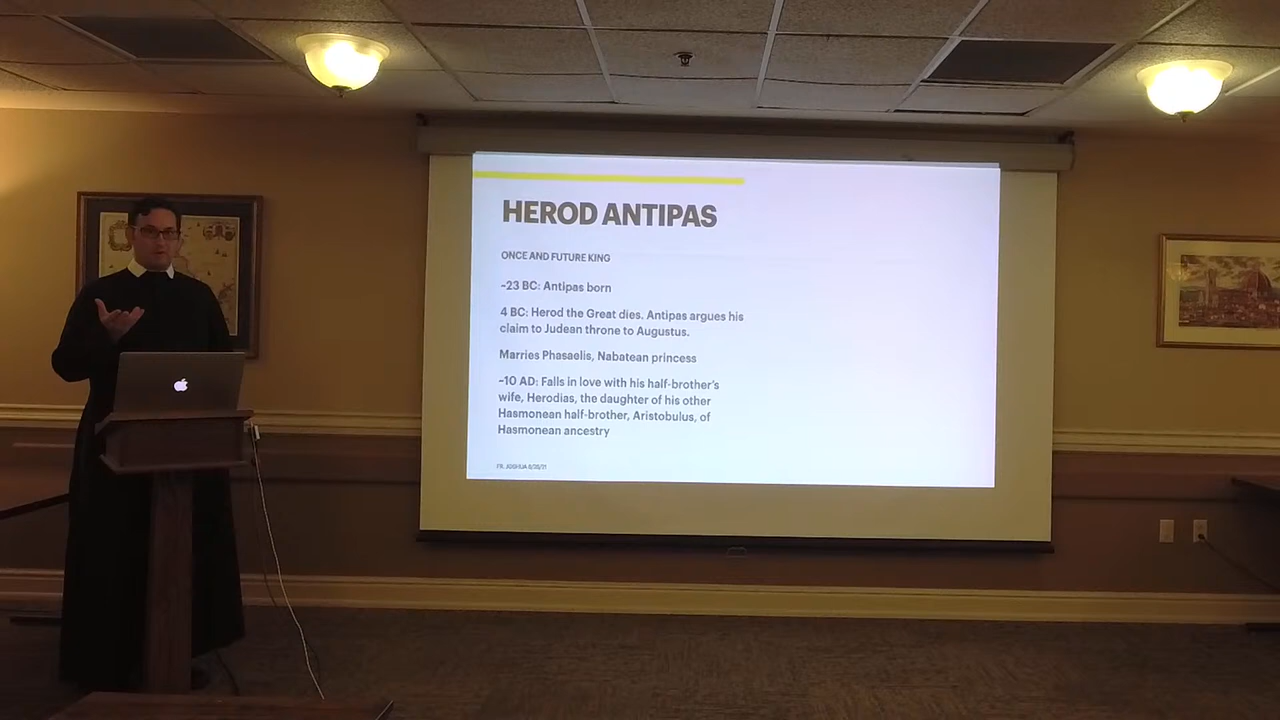 HEROD ANTIPAS
ONCE AND FUTURE KING
~23 BC: Antipas born
4 BC: Herod the Great dies. Antipas argues his
claim to Judean throne to Augustus.
Marries Phasaelis, Nabatean princess
~10 AD: Falls in love with his half-brother's
wife, Herodias, the daughter of his other
Hasmonean half-brother, Aristobulus, of
Hasmonean ancestry
FR. JOSHUA